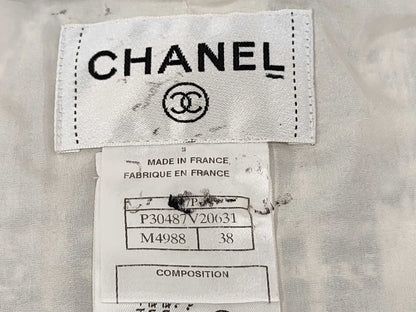 CHANEL
MADE IN FRANCE
FABRIQUE EN FRANCE
P30487V20631
M4988 38
COMPOSITION